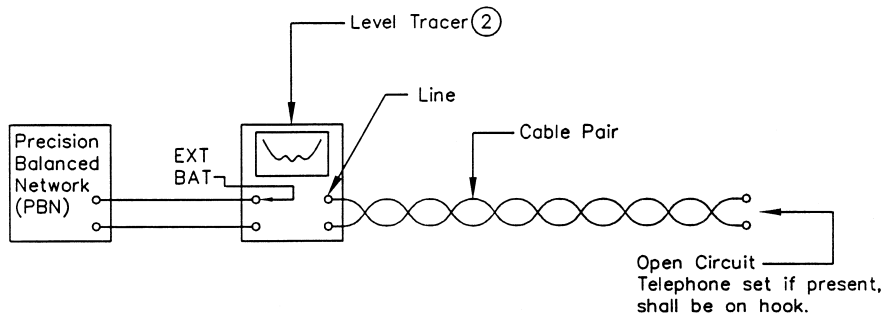 Level Tracer 2
Line
Cable Pair
Precision
Balanced
Network
(PBN)
EXT
BAT
Open Circuit
Telephone set if present,
shall be on hook.